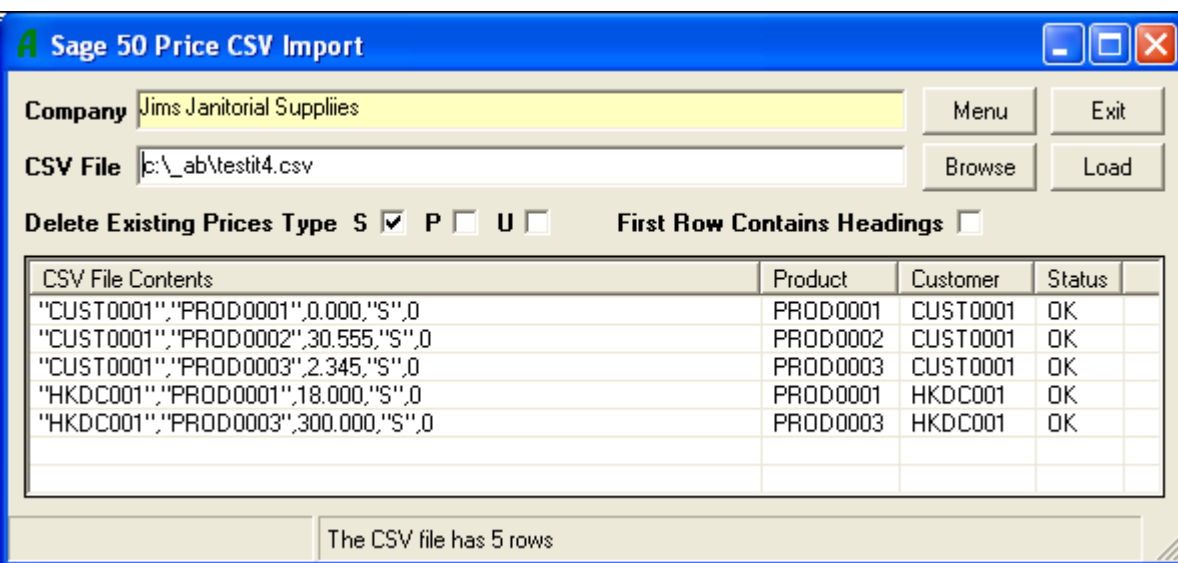 A Sage 50 Price CSV Import
Company Jims Janitorial Suppliies Menu Exit
CSV File c:\_ab\testit4.csv Browse Load
Delete Existing Prices Type S P U First Row Contains Headings
CSV File Contents Product Customer Status
"CUST0001","PROD0001",0.000,"S",0 PROD0001 CUST0001 OK
"CUST0001","PROD0002",30.555,"S",0 PROD0002 CUST0001 OK
"CUST0001","PROD0003",2.345,"S",0 PROD0003 CUST0001 OK
"HKDC001","PROD0001",18.000,"S",0 PROD0001 HKDC001 OK
"HKDC001","PROD0003",300.000,"S",0 PROD0003 HKDC001 OK
The CSV file has 5 rows